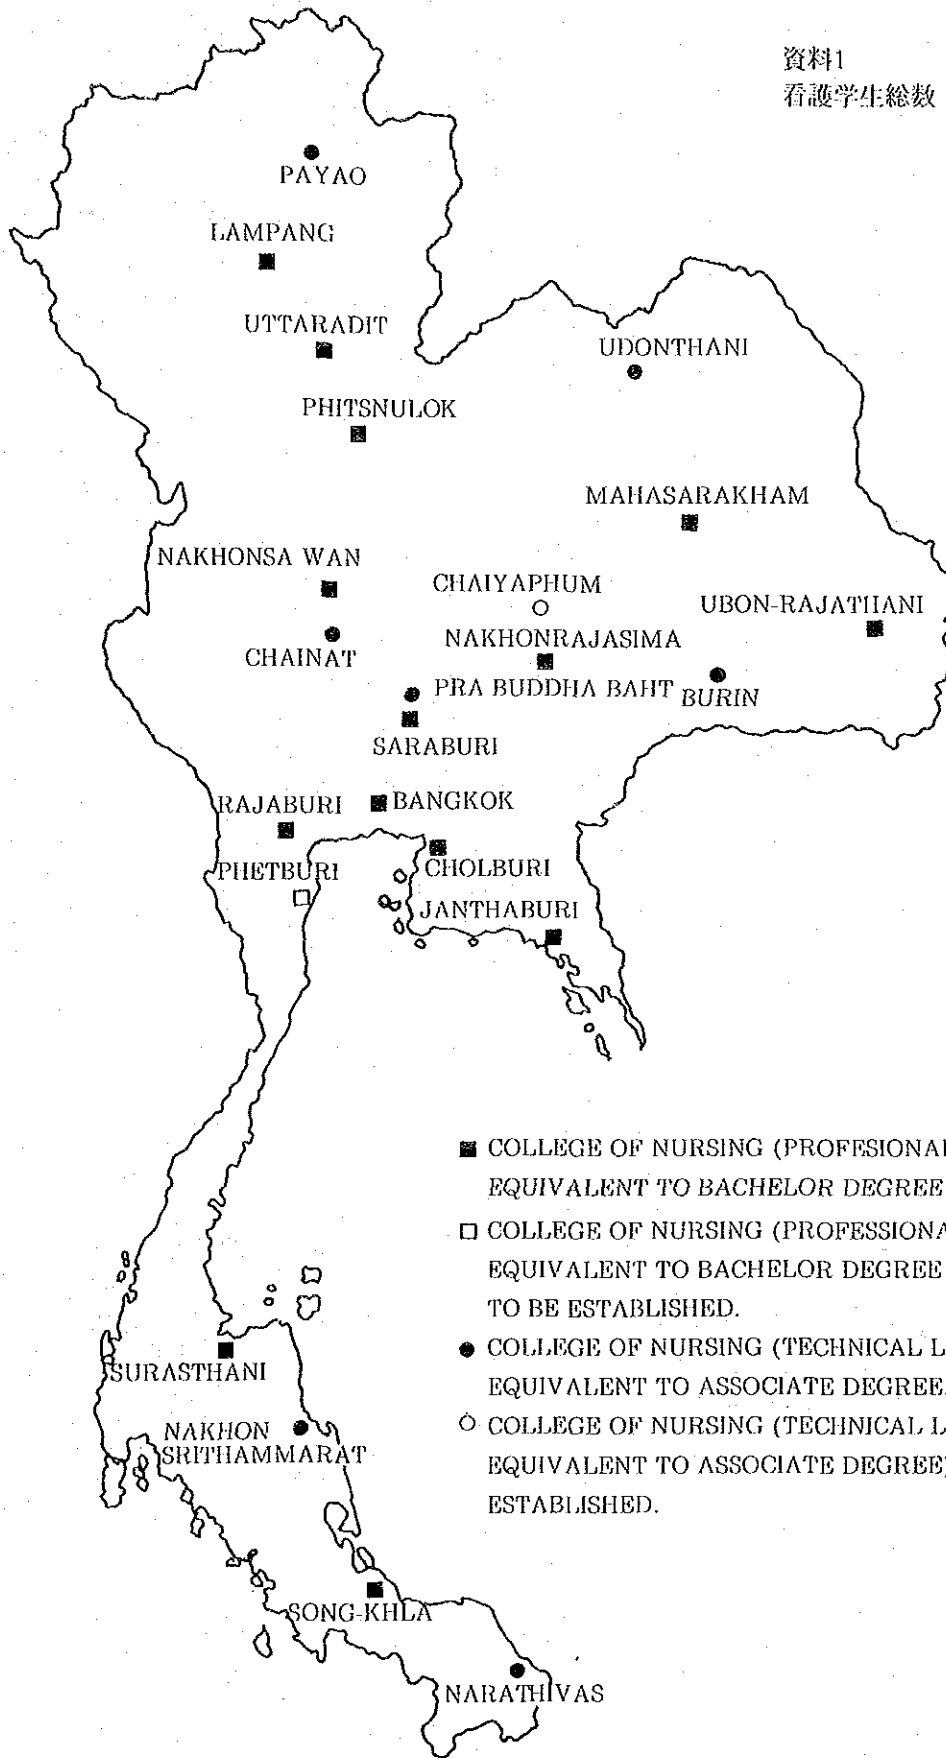 資料1
看護学生総数
PAYAO
LAMPANG
UTTARADIT
UDONTHANI
PHITSNULOK
MAHASARAKHAM
NAKHONSA WAN
CHAIYAPHUM
UBON-RAJATHANI
CHAINAT
NAKHONRAJASIMA
PRA BUDDHA BAHT
BURIN
SARABURI
RAJABURI
BANGKOK
PHETBURI
CHOLBURI
JANTHABURI
■ COLLEGE OF NURSING (PROFESIONAL
EQUIVALENT TO BACHELOR DEGREE
□ COLLEGE OF NURSING (PROFESSIONA
EQUIVALENT TO BACHELOR DEGREE
TO BE ESTABLISHED.
● COLLEGE OF NURSING (TECHNICAL L
EQUIVALENT TO ASSOCIATE DEGREE
○ COLLEGE OF NURSING (TECHNICAL L
EQUIVALENT TO ASSOCIATE DEGREE)
ESTABLISHED.
SURASTHANI
NAKHON
SRITHAMMARAT
SONG-KHLA
NARATHIVAS